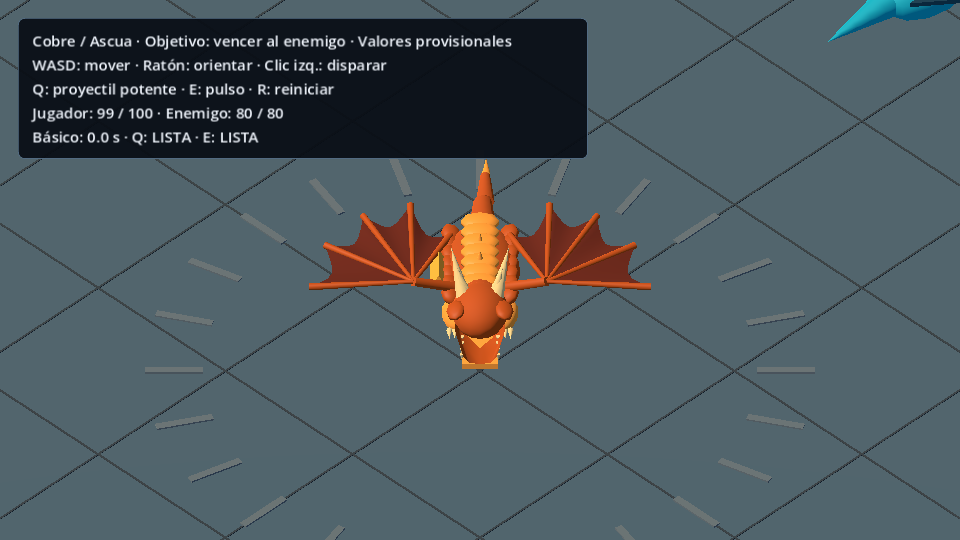 Cobre / Ascua · Objetivo: vencer al enemigo · Valores provisionales
WASD: mover · Ratón: orientar · Clic izq.: disparar
Q: proyectil potente · E: pulso · R: reiniciar
Jugador: 99 / 100 · Enemigo: 80 / 80
Básico: 0.0 s · Q: LISTA · E: LISTA